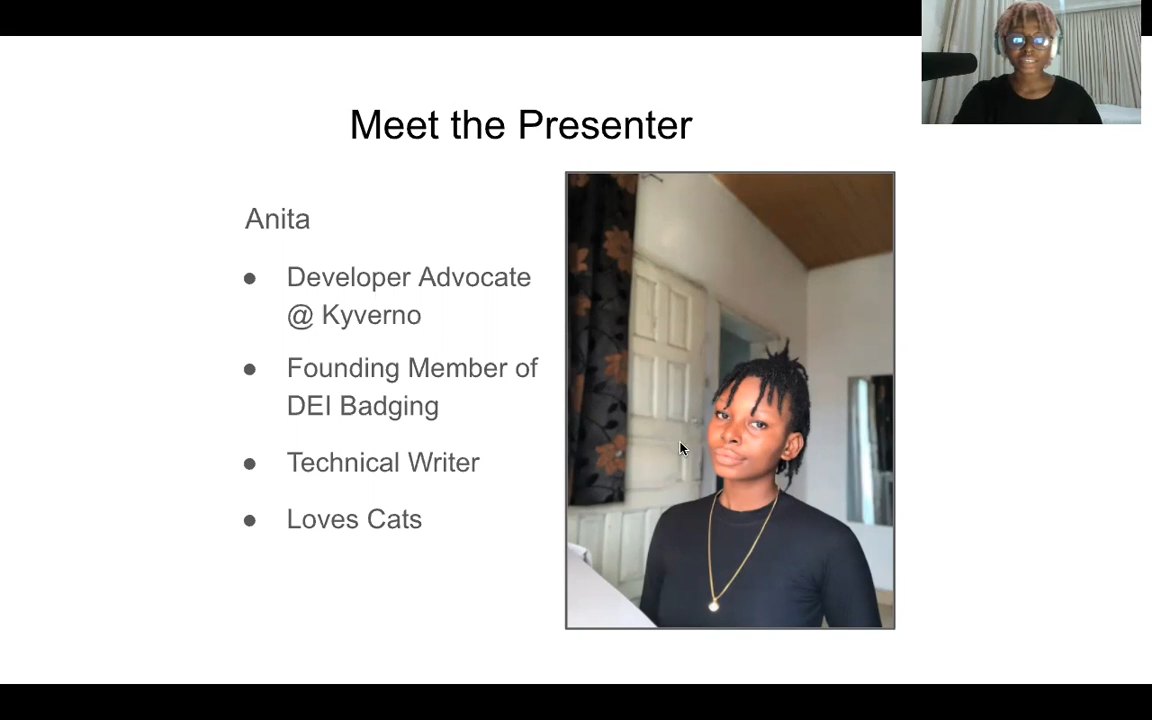 Meet the Presenter
Anita
● Developer Advocate
@ Kyverno
● Founding Member of
DEI Badging
● Technical Writer
● Loves Cats